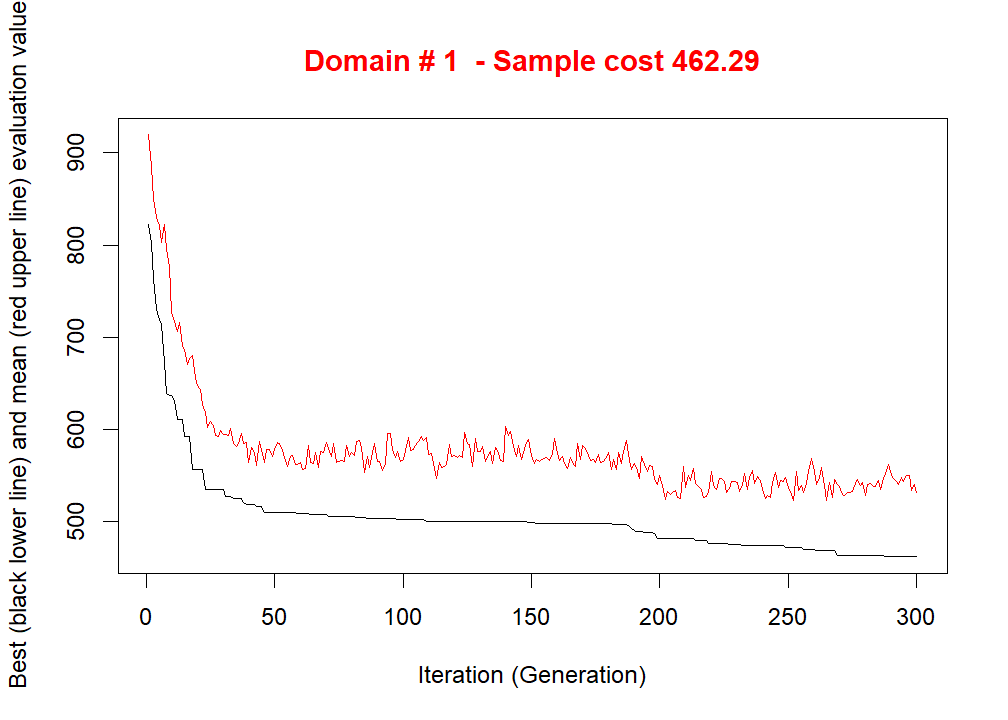 Domain # 1  - Sample cost 462.29
Best (black lower line) and mean (red upper line) evaluation value
900
800
700
600
500
0 50 100 150 200 250 300
Iteration (Generation)